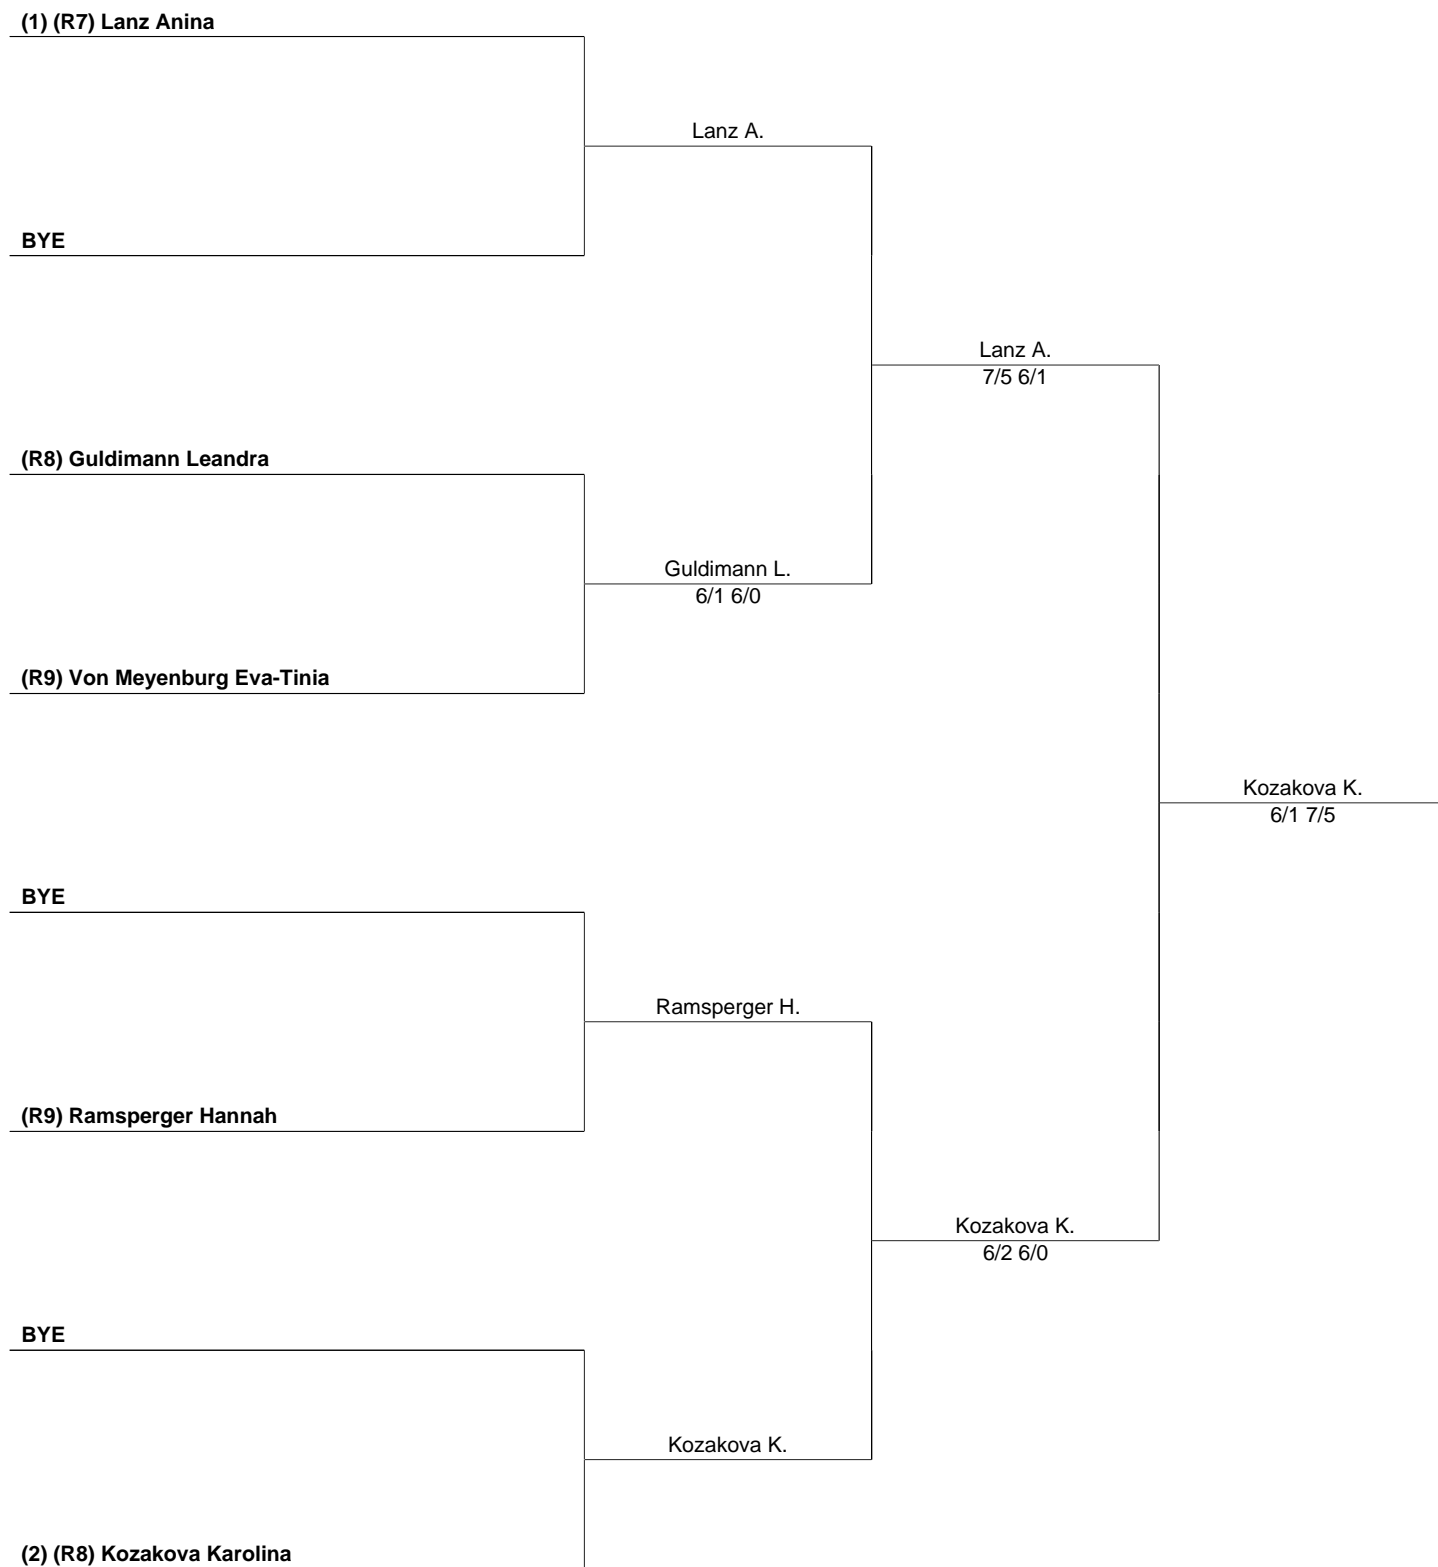 (1) (R7) Lanz Anina
Lanz A.
BYE
Lanz A.
7/5 6/1
(R8) Guldimann Leandra
Guldimann L.
6/1 6/0
(R9) Von Meyenburg Eva-Tinia
Kozakova K.
6/1 7/5
BYE
Ramsperger H.
(R9) Ramsperger Hannah
Kozakova K.
6/2 6/0
BYE
Kozakova K.
(2) (R8) Kozakova Karolina